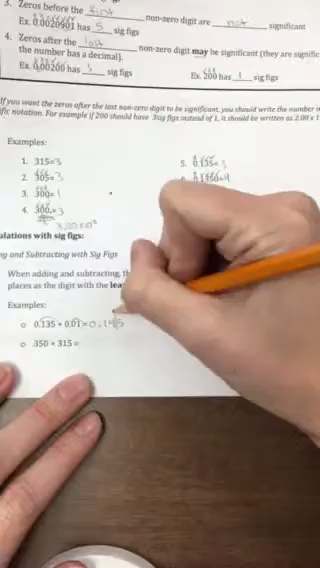 3. Zeros before the first non-zero digit are not significant
Ex. 0.0020901 has 5 sig figs
4. Zeros after the last non-zero digit may be significant (they are signific
the number has a decimal).
Ex. 0.00200 has 3 sig figs Ex. 200 has 1 sig figs
If you want the zeros after the last non-zero digit to be significant, you should write the number in
fic notation. For example if 200 should have 3sig figs instead of 1, it should be written as 2.00 x 1
Examples:
1. 315=3
2. 305=3
3. 300=1
4. 300.=3
5. 0.135=3
3.00x10²
ulations with sig figs:
ng and Subtracting with Sig Figs
When adding and subtracting, th
places as the digit with the lea
Examples:
o 0.135 + 0.01=0.145
o 350 + 315=